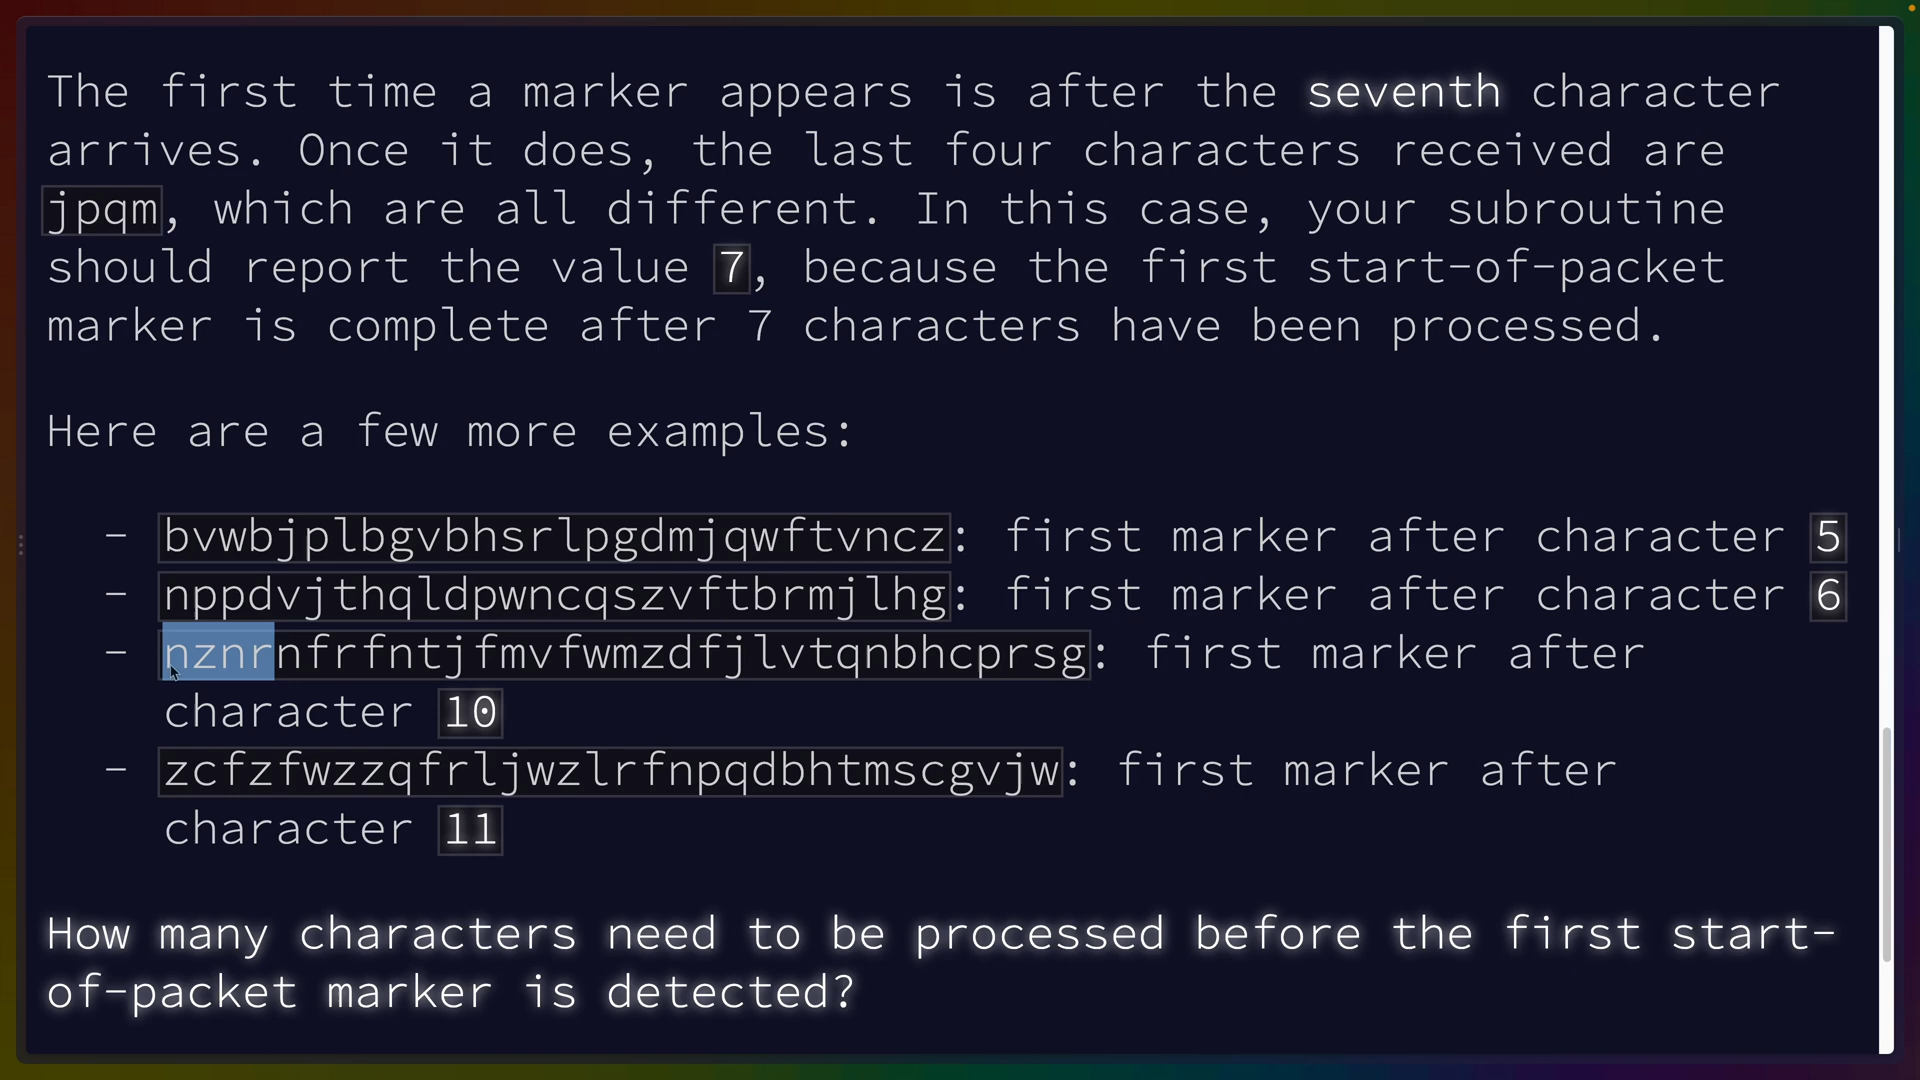 The first time a marker appears is after the seventh character
arrives. Once it does, the last four characters received are
jpqm, which are all different. In this case, your subroutine
should report the value 7, because the first start-of-packet
marker is complete after 7 characters have been processed.
Here are a few more examples:
- bvwbjplbgvbhsrlpgdmjqwftvncz: first marker after character 5
- nppdvjthqldpwncqszvftbrmjlhg: first marker after character 6
- nznrnfrfntjfmvfwmzdfjlvtqnbhcprsg: first marker after
character 10
- zcfzfwzzqfrljwzlrfnpqdbhtmscgvjw: first marker after
character 11
How many characters need to be processed before the first start-
of-packet marker is detected?